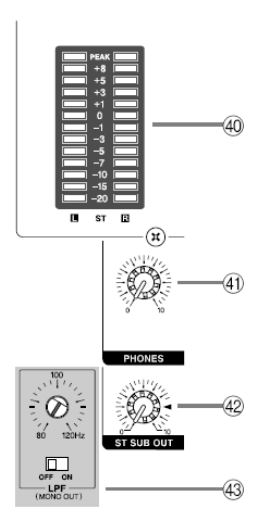 PEAK
+8
+5
+3
+1
0
-1
-3
-5
-7
-10
-15
-20
L ST R
40
0 10
41
PHONES
100
80 120Hz
0 10
42
ST SUB OUT
OFF ON
LPF
(MONO OUT)
43